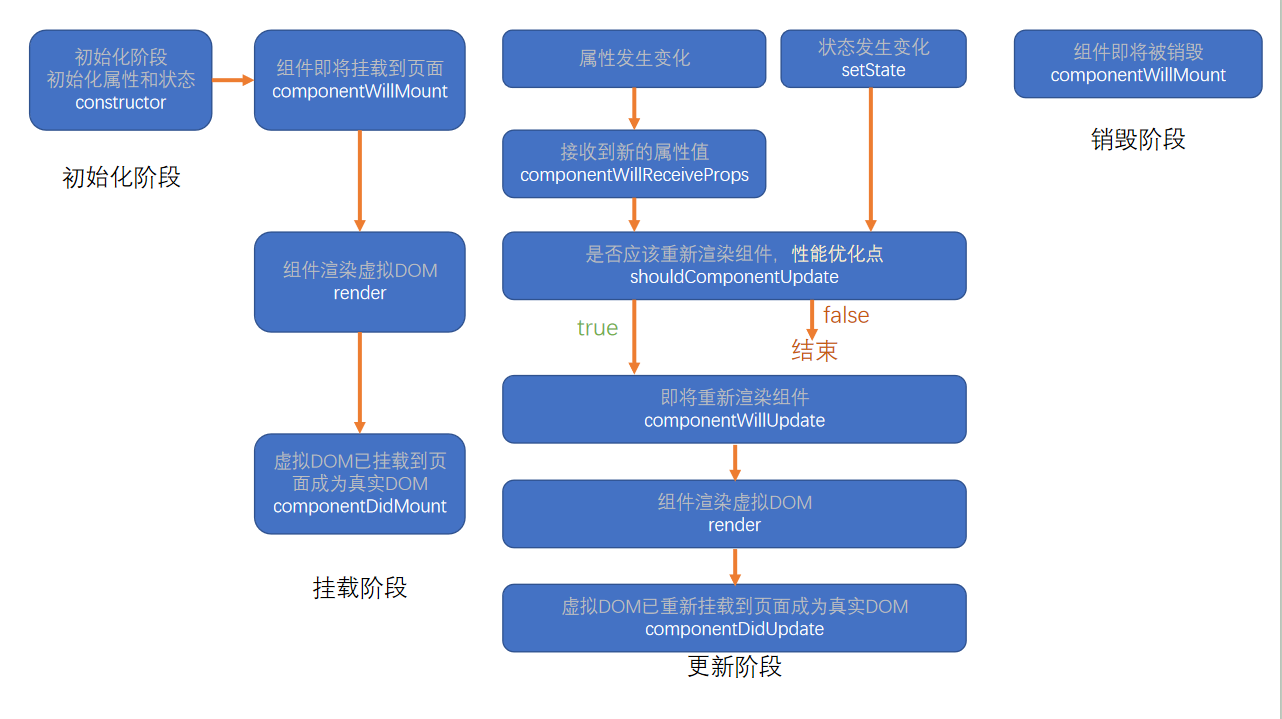 初始化阶段
初始化属性和状态
constructor
初始化阶段
组件即将挂载到页面
componentWillMount
组件渲染虚拟DOM
render
虚拟DOM已挂载到页
面成为真实DOM
componentDidMount
挂载阶段
属性发生变化
状态发生变化
setState
接收到新的属性值
componentWillReceiveProps
是否应该重新渲染组件，性能优化点
shouldComponentUpdate
true
false
结束
即将重新渲染组件
componentWillUpdate
组件渲染虚拟DOM
render
虚拟DOM已重新挂载到页面成为真实DOM
componentDidUpdate
更新阶段
组件即将被销毁
componentWillMount
销毁阶段